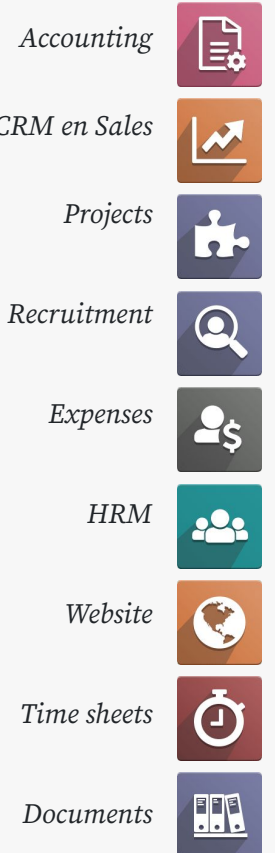 Accounting
CRM en Sales
Projects
Recruitment
Expenses
HRM
Website
Time sheets
Documents